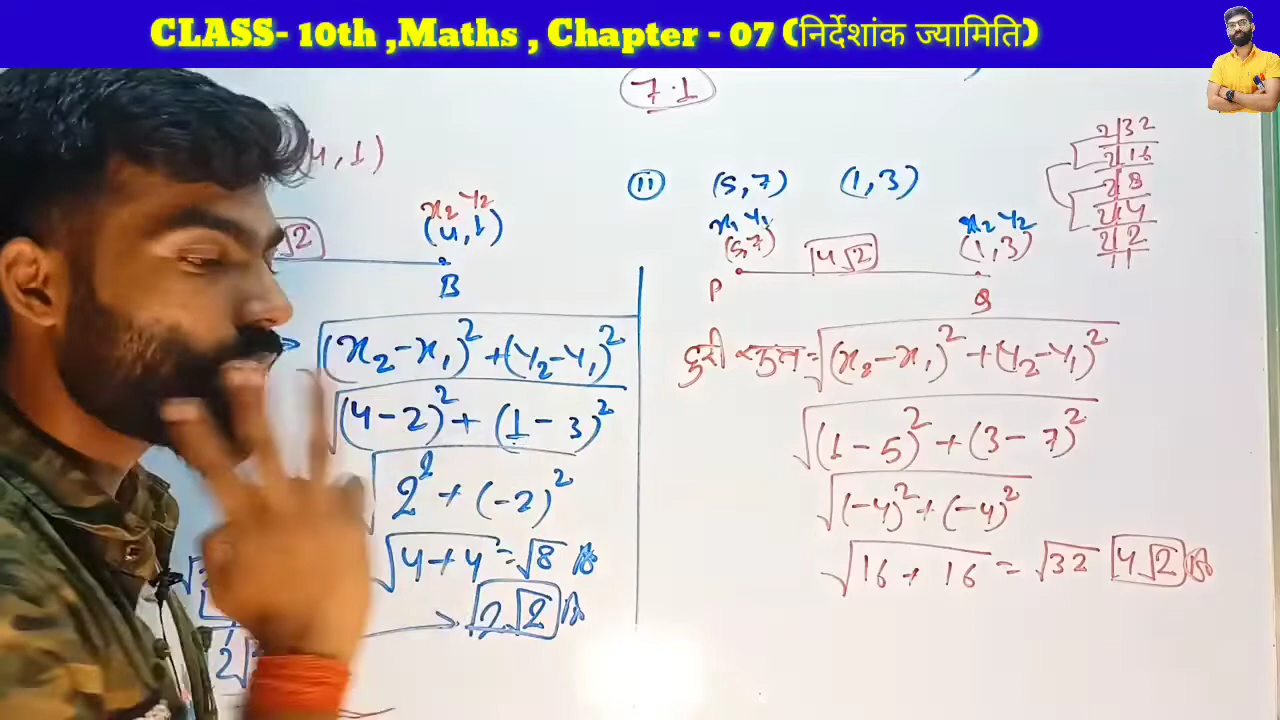 CLASS- 10th ,Maths , Chapter - 07 (निर्देशांक ज्यामिति)
7.1
4,1)
x₂ y₂
(4,1)
√2
B
√(x₂-x₁)²+(y₂-y₁)²
√(4-2)²+(1-3)²
√2²+(-2)²
√4+4=√8
2√2
2√
(ii) (5,7) (1,3)
x₁ y₁ x₂ y₂
(5,7) 4√2 (1,3)
P Q
दुरी सुत्र=√(x₂-x₁)²+(y₂-y₁)²
√(1-5)²+(3-7)²
√(-4)²+(-4)²
√16+16=√32 4√2
2|32
2|16
2|8
2|4
2|2
1